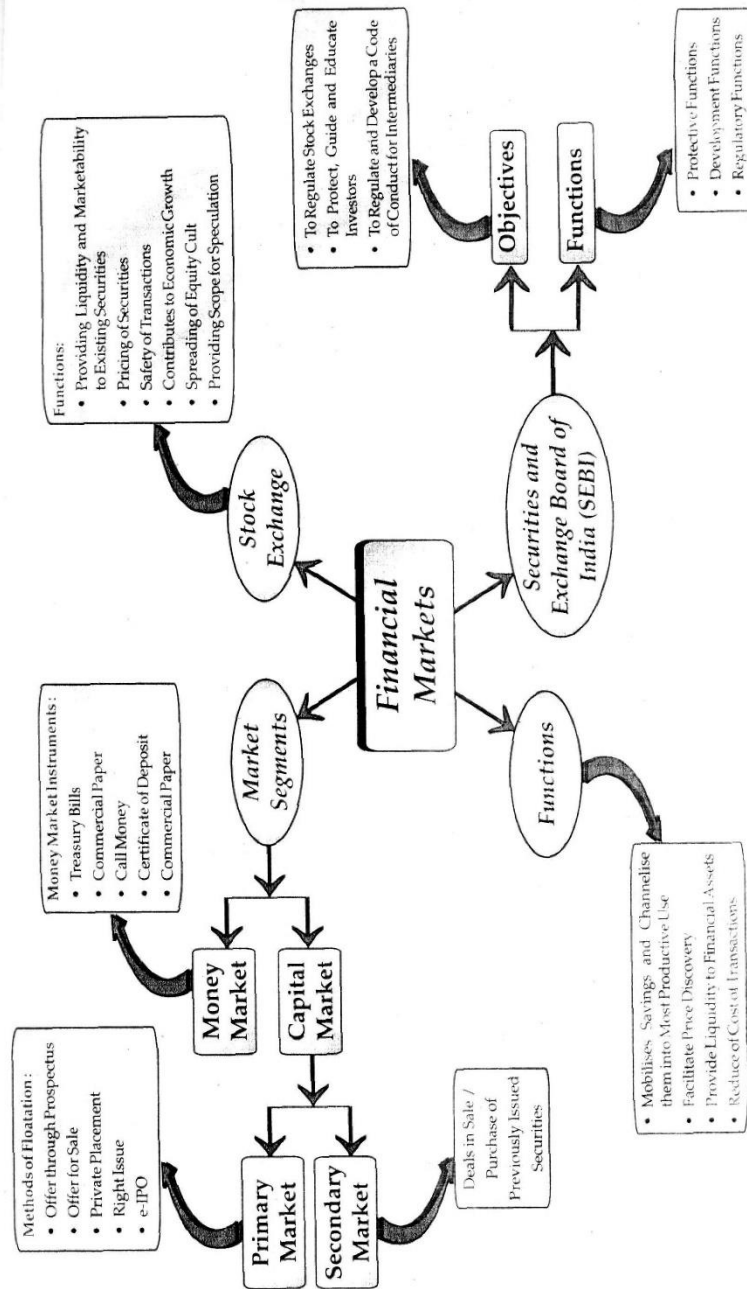 Financial
Markets
Market
Segments
Money
Market
Money Market Instruments:
• Treasury Bills
• Commercial Paper
• Call Money
• Certificate of Deposit
• Commercial Paper
Capital
Market
Primary
Market
Methods of Floatation:
• Offer through Prospectus
• Offer for Sale
• Private Placement
• Right Issue
• e-IPO
Secondary
Market
Deals in Sale /
Purchase of
Previously Issued
Securities
Stock
Exchange
Functions:
• Providing Liquidity and Marketability
to Existing Securities
• Pricing of Securities
• Safety of Transactions
• Contributes to Economic Growth
• Spreading of Equity Cult
• Providing Scope for Speculation
Functions
• Mobilises Savings and Channelise
them into Most Productive Use
• Facilitate Price Discovery
• Provide Liquidity to Financial Assets
• Reduce of Cost of Transactions
Securities and
Exchange Board of
India (SEBI)
Objectives
• To Regulate Stock Exchanges
• To Protect, Guide and Educate
Investors
• To Regulate and Develop a Code
of Conduct for Intermediaries
Functions
• Protective Functions
• Development Functions
• Regulatory Functions